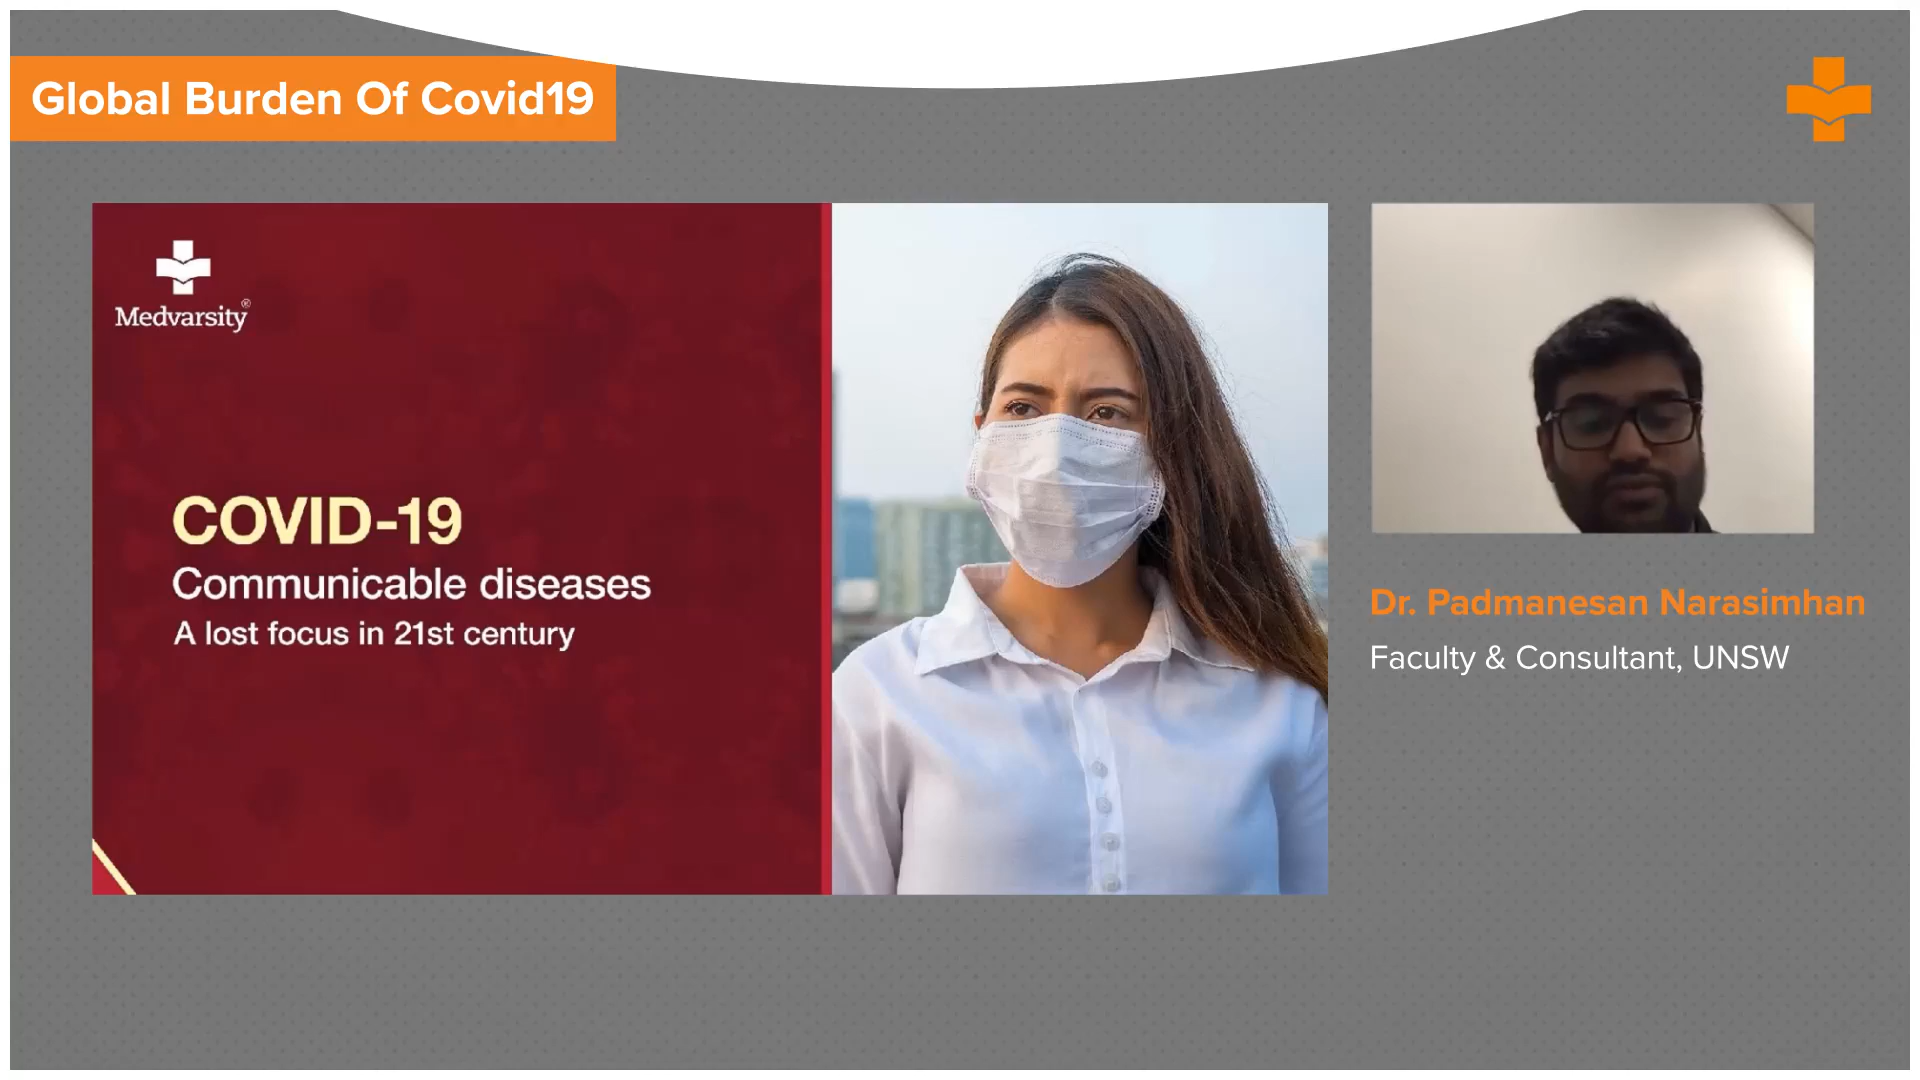 Global Burden Of Covid19
Medvarsity®
COVID-19
Communicable diseases
A lost focus in 21st century
Dr. Padmanesan Narasimhan
Faculty & Consultant, UNSW